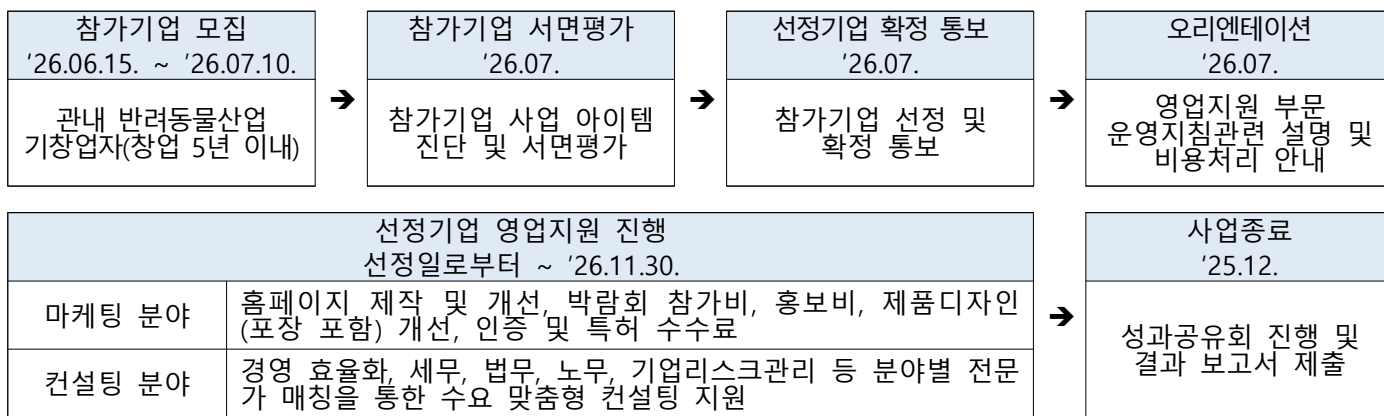 참가기업 모집
'26.06.15. ~ '26.07.10.
관내 반려동물산업
기창업자(창업 5년 이내)
➔
참가기업 서면평가
'26.07.
참가기업 사업 아이템
진단 및 서면평가
➔
선정기업 확정 통보
'26.07.
참가기업 선정 및
확정 통보
➔
오리엔테이션
'26.07.
영업지원 부문
운영지침관련 설명 및
비용처리 안내
선정기업 영업지원 진행
선정일로부터 ~ '26.11.30.
마케팅 분야
홈페이지 제작 및 개선, 박람회 참가비, 홍보비, 제품디자인
(포장 포함) 개선, 인증 및 특허 수수료
컨설팅 분야
경영 효율화, 세무, 법무, 노무, 기업리스크관리 등 분야별 전문
가 매칭을 통한 수요 맞춤형 컨설팅 지원
➔
사업종료
'25.12.
성과공유회 진행 및
결과 보고서 제출